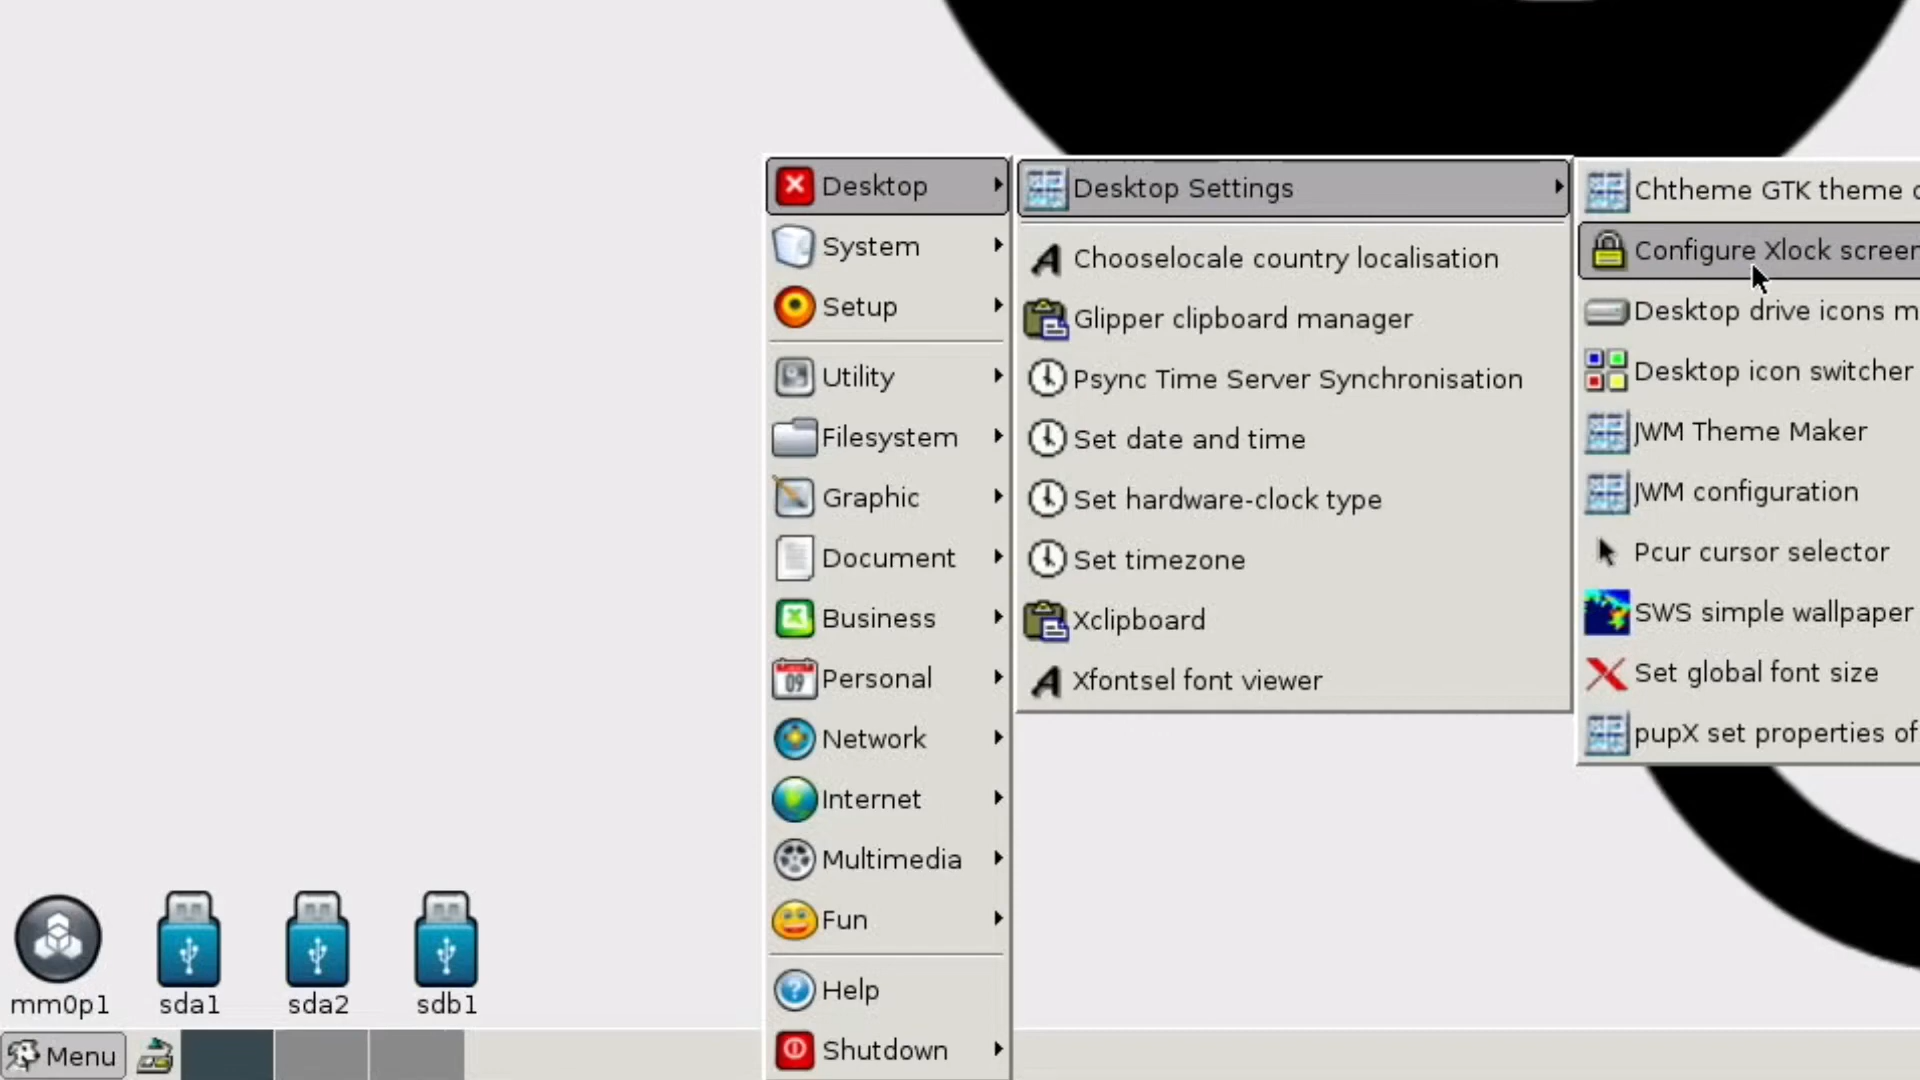 Desktop
System
Setup
Utility
Filesystem
Graphic
Document
Business
Personal
Network
Internet
Multimedia
Fun
Help
Shutdown
Desktop Settings
Chooselocale country localisation
Glipper clipboard manager
Psync Time Server Synchronisation
Set date and time
Set hardware-clock type
Set timezone
Xclipboard
Xfontsel font viewer
Chtheme GTK theme
Configure Xlock screen
Desktop drive icons m
Desktop icon switcher
JWM Theme Maker
JWM configuration
Pcur cursor selector
SWS simple wallpaper
Set global font size
pupX set properties of
09
mm0p1
sda1
sda2
sdb1
Menu